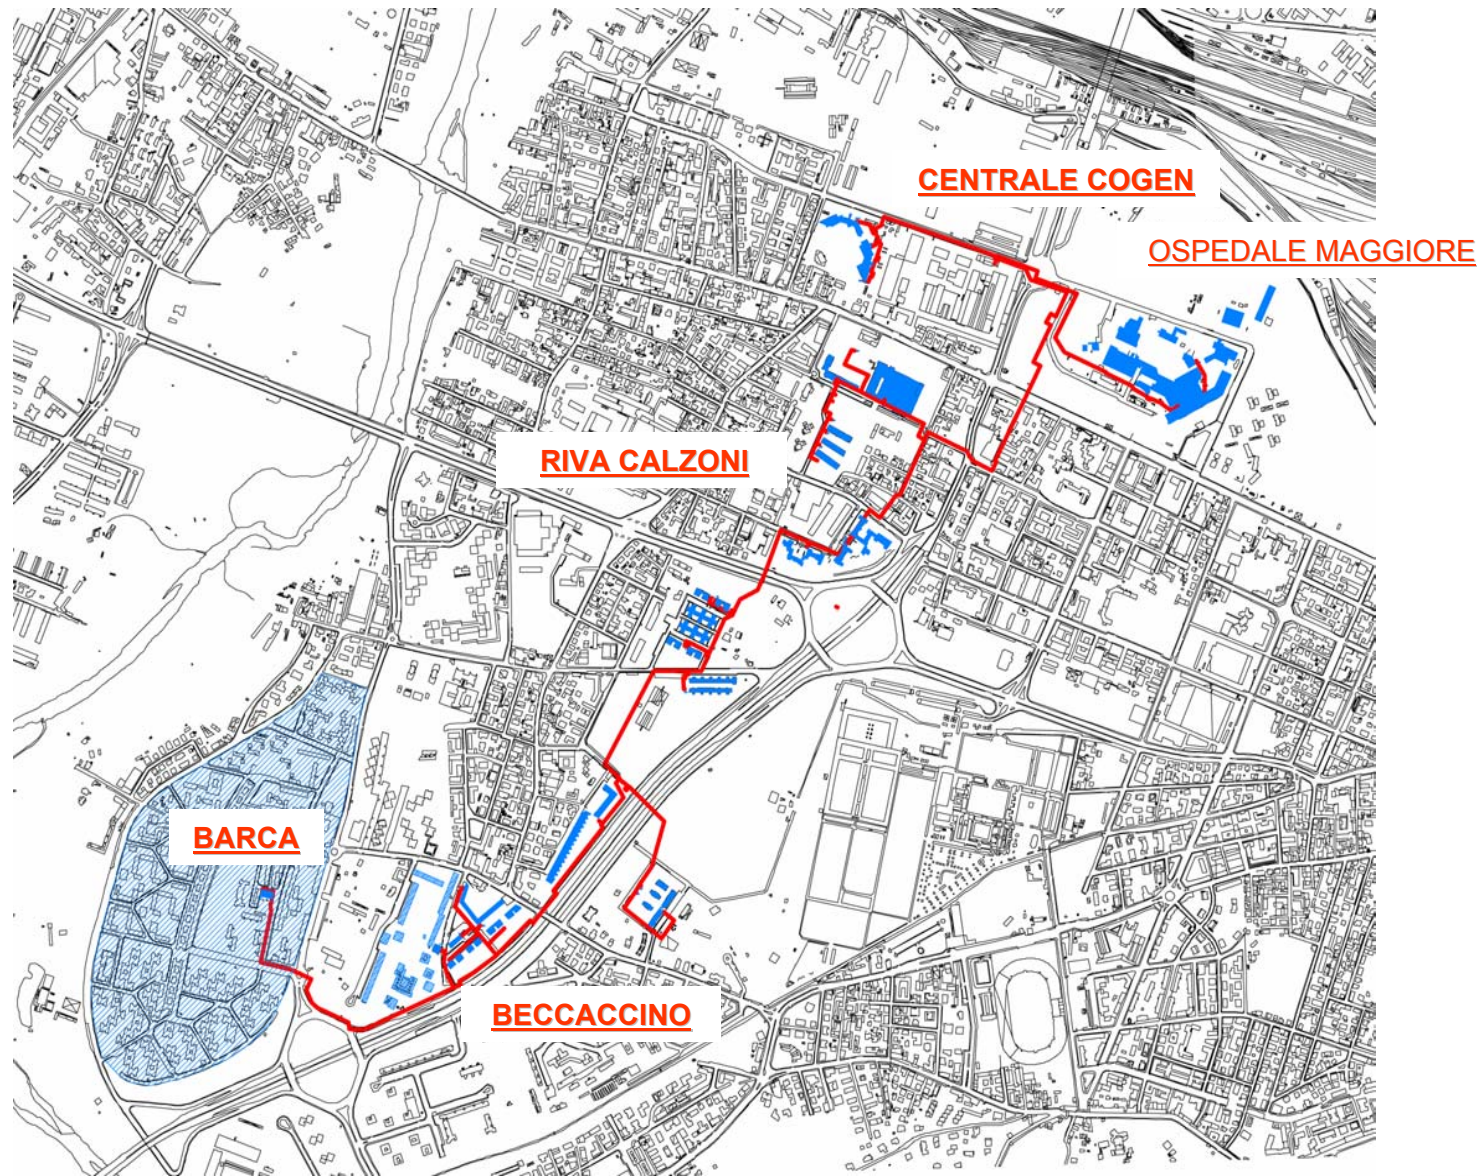 CENTRALE COGEN
OSPEDALE MAGGIORE
RIVA CALZONI
BARCA
BECCACCINO